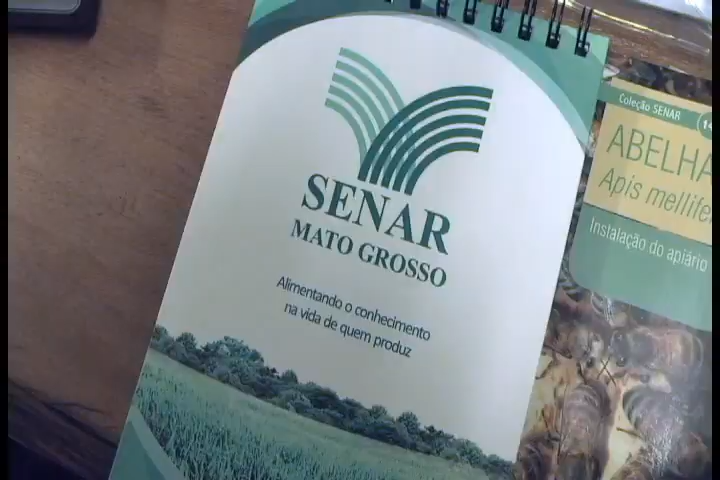 SENAR
MATO GROSSO
Alimentando o conhecimento
na vida de quem produz
Coleção SENAR
ABELHA
Apis mellife
Instalação do apiário